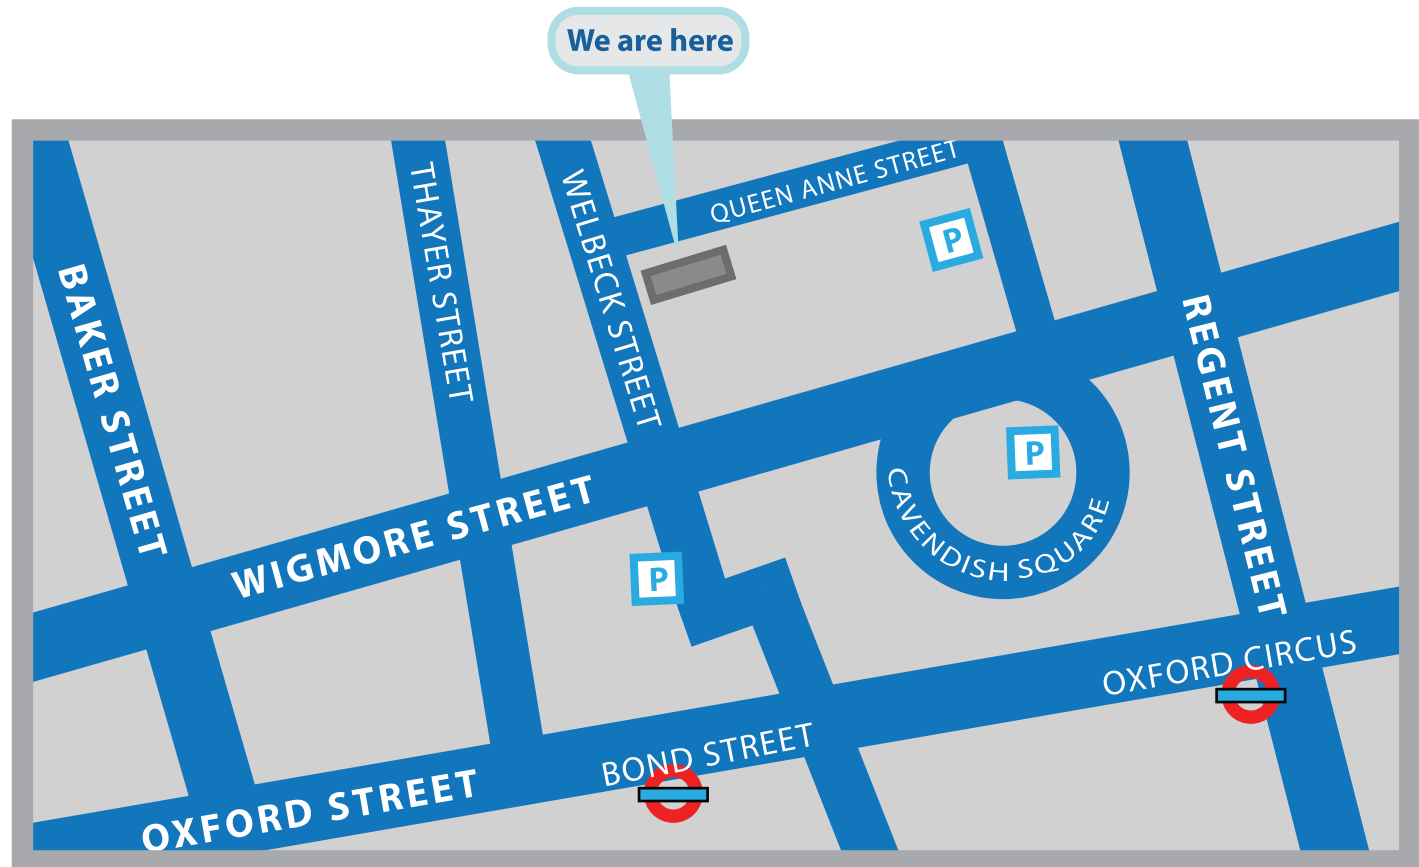 We are here
QUEEN ANNE STREET
THAYER STREET
WELBECK STREET
P
BAKER STREET
REGENT STREET
P
WIGMORE STREET
CAVENDISH SQUARE
P
OXFORD CIRCUS
BOND STREET
OXFORD STREET